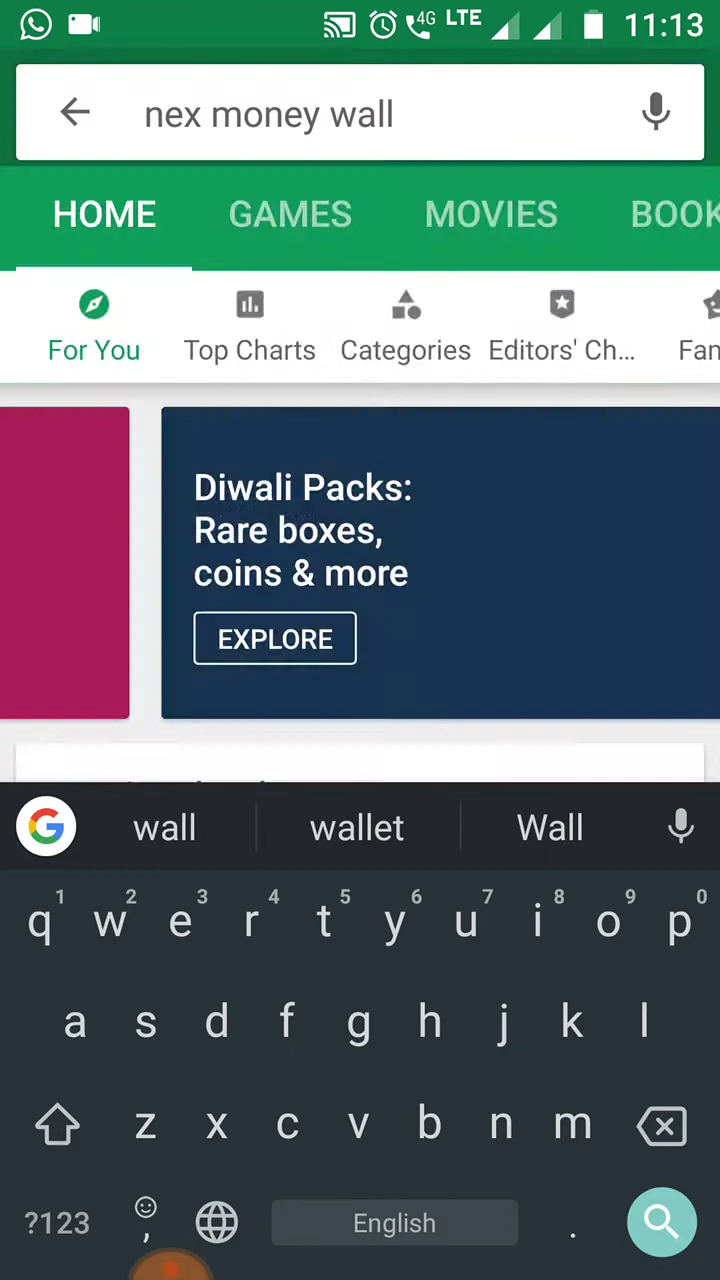 4G LTE 11:13
nex money wall
HOME GAMES MOVIES BOOK
For You Top Charts Categories Editors' Ch... Fan
Diwali Packs:
Rare boxes,
coins & more
EXPLORE
G wall wallet Wall
1 2 3 4 5 6 7 8 9 0
q w e r t y u i o p
a s d f g h j k l
z x c v b n m
?123 , English .